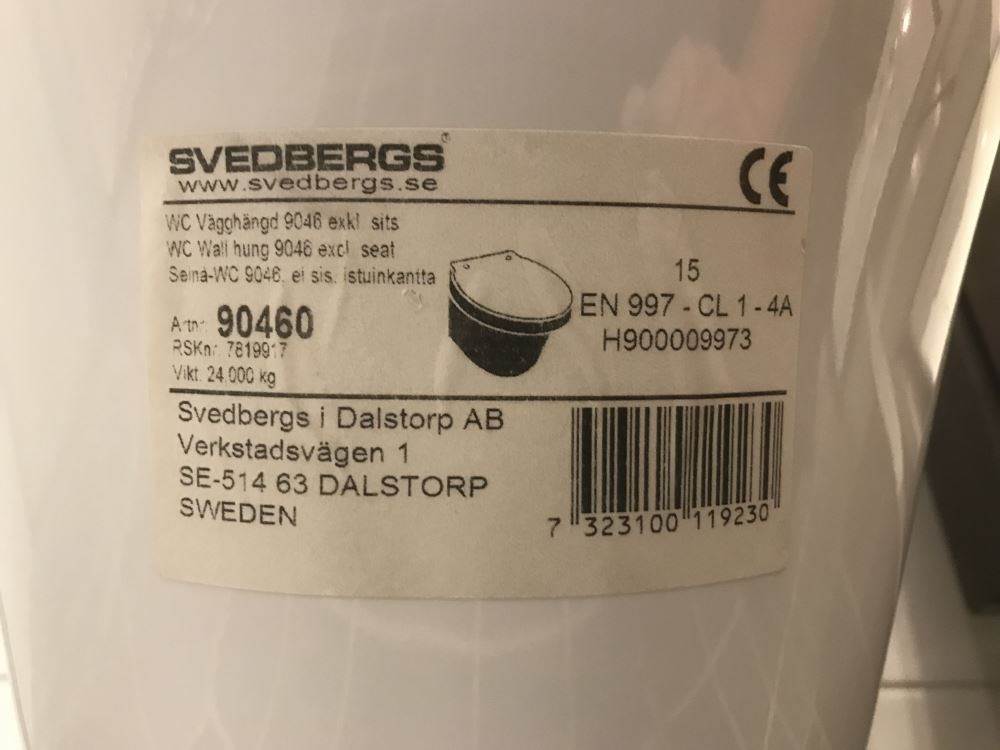 SVEDBERGS®
www.svedbergs.se
CE
WC Vägghängd 9046 exkl sits
WC Wall hung 9046 excl seat
Seinä-WC 9046. ei sis. istuinkantta
Artnr: 90460
RSKnr: 7819917
Vikt: 24.000 kg
15
EN 997 - CL 1 - 4A
H900009973
Svedbergs i Dalstorp AB
Verkstadsvägen 1
SE-514 63 DALSTORP
SWEDEN
7 323100 119230